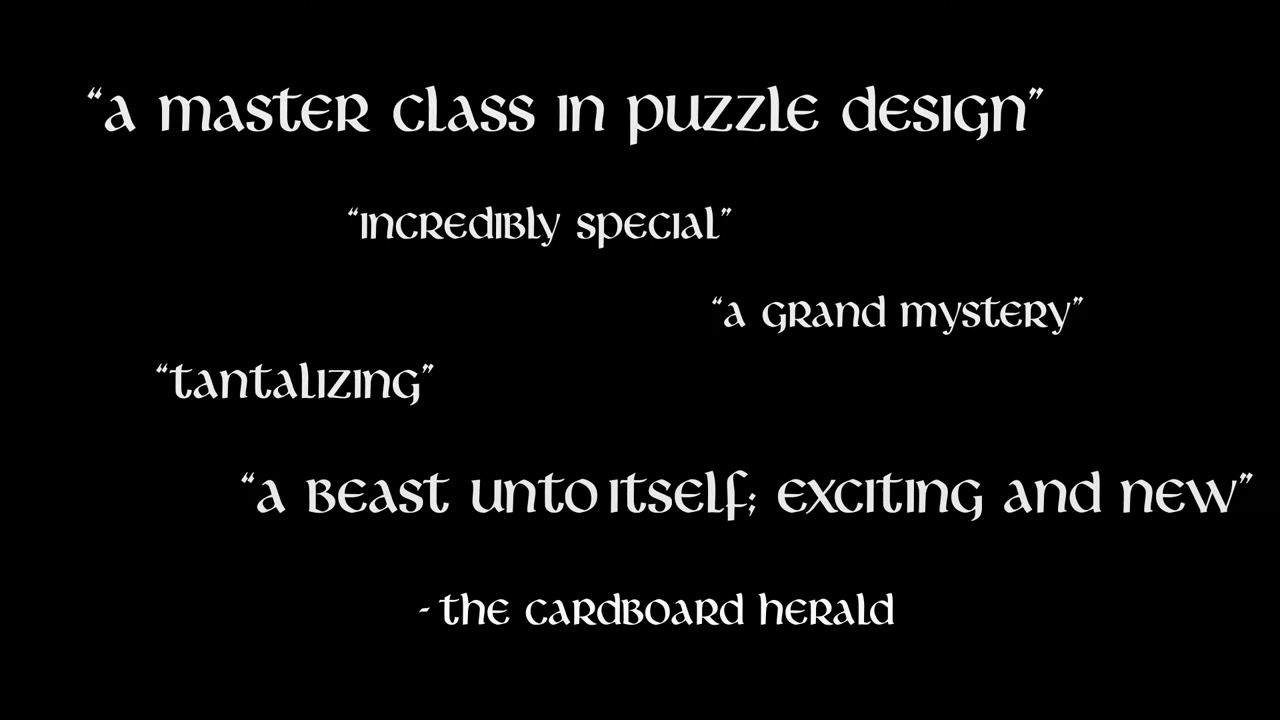 “a master class in puzzle design”
“incredibly special”
“a grand mystery”
“tantalizing”
“a beast unto itself; exciting and new”
- the cardboard herald